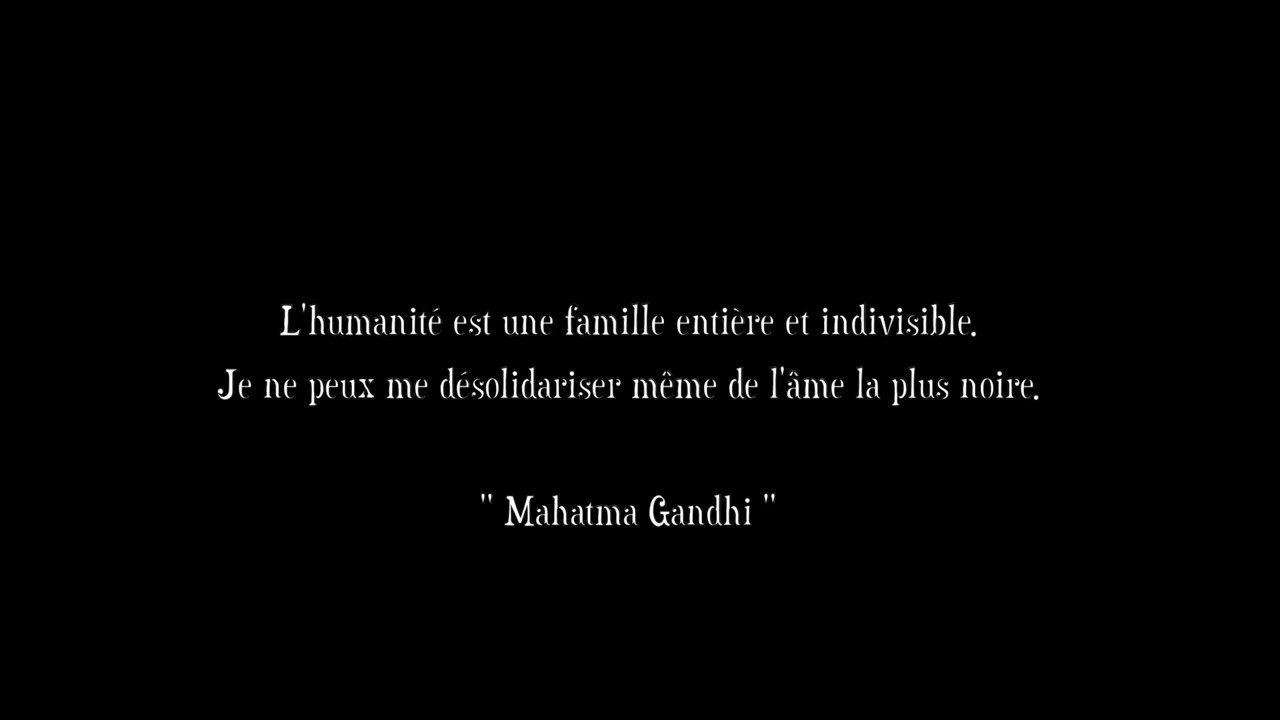 L'humanité est une famille entière et indivisible.
Je ne peux me désolidariser même de l'âme la plus noire.
" Mahatma Gandhi "